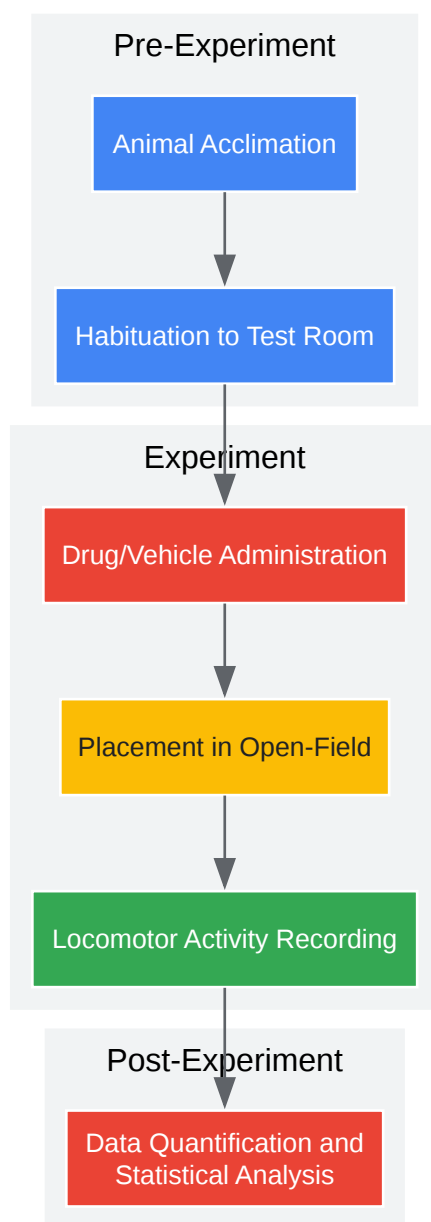 Pre-Experiment
Animal Acclimation
Habituation to Test Room
Experiment
Drug/Vehicle Administration
Placement in Open-Field
Locomotor Activity Recording
Post-Experiment
Data Quantification and
Statistical Analysis